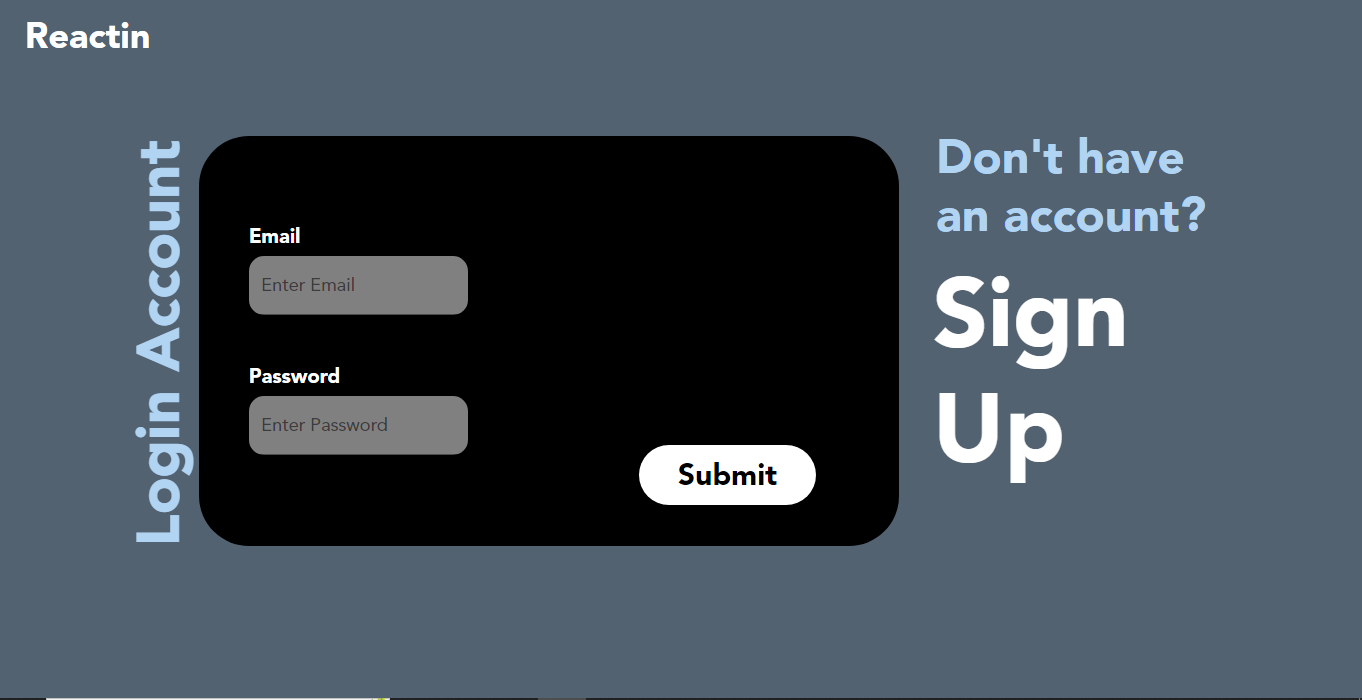 Reactin
Login Account
Email
Enter Email
Password
Enter Password
Submit
Don't have
an account?
Sign
Up